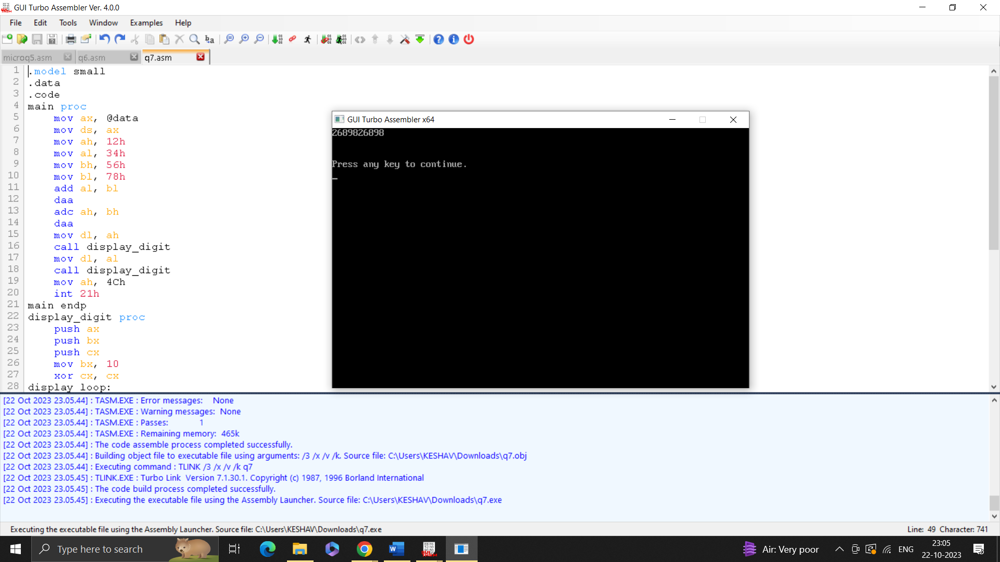 GUI Turbo Assembler Ver. 4.0.0
File Edit Tools Window Examples Help
microq5.asm q6.asm q7.asm
1 .model small
2 .data
3 .code
4 main proc
5 mov ax, @data
6 mov ds, ax
7 mov ah, 12h
8 mov al, 34h
9 mov bh, 56h
10 mov bl, 78h
11 add al, bl
12 daa
13 adc ah, bh
14 daa
15 mov dl, ah
16 call display_digit
17 mov dl, al
18 call display_digit
19 mov ah, 4Ch
20 int 21h
21 main endp
22 display_digit proc
23 push ax
24 push bx
25 push cx
26 mov bx, 10
27 xor cx, cx
28 display loop:
GUI Turbo Assembler x64
2689826898
Press any key to continue.
[22 Oct 2023 23.05.44] : TASM.EXE : Error messages: None
[22 Oct 2023 23.05.44] : TASM.EXE : Warning messages: None
[22 Oct 2023 23.05.44] : TASM.EXE : Passes: 1
[22 Oct 2023 23.05.44] : TASM.EXE : Remaining memory: 465k
[22 Oct 2023 23.05.44] : The code assemble process completed successfully.
[22 Oct 2023 23.05.44] : Building object file to executable file using arguments: /3 /x /v /k. Source file: C:\Users\KESHAV\Downloads\q7.obj
[22 Oct 2023 23.05.44] : Executing command : TLINK /3 /x /v /k q7
[22 Oct 2023 23.05.45] : TLINK.EXE : Turbo Link Version 7.1.30.1. Copyright (c) 1987, 1996 Borland International
[22 Oct 2023 23.05.45] : The code build process completed successfully.
[22 Oct 2023 23.05.45] : Executing the executable file using the Assembly Launcher. Source file: C:\Users\KESHAV\Downloads\q7.exe
Executing the executable file using the Assembly Launcher. Source file: C:\Users\KESHAV\Downloads\q7.exe
Line: 49 Character: 741
Type here to search
Air: Very poor
ENG
23:05
22-10-2023